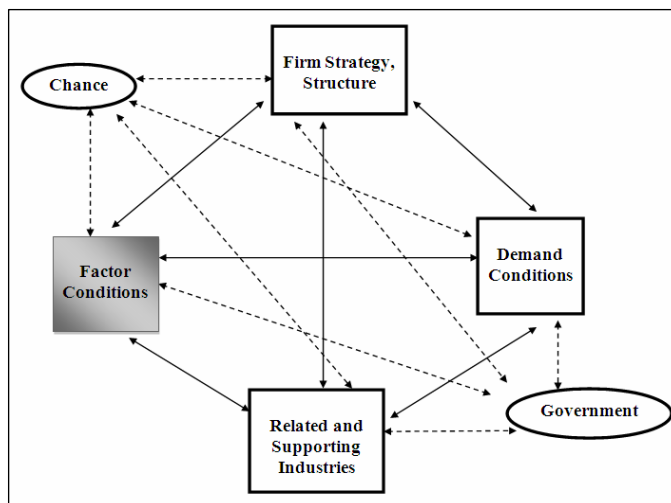 Firm Strategy,
Structure
Chance
Factor
Conditions
Demand
Conditions
Related and
Supporting
Industries
Government